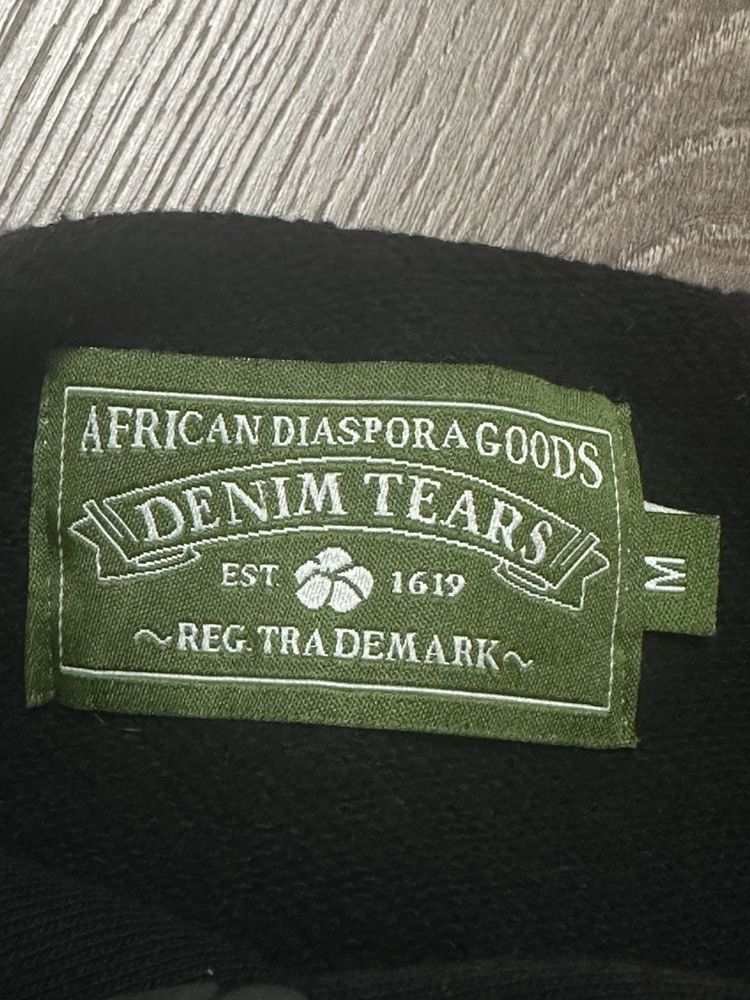 AFRICAN DIASPORA GOODS
DENIM TEARS
EST. 1619
~REG. TRADEMARK~
M